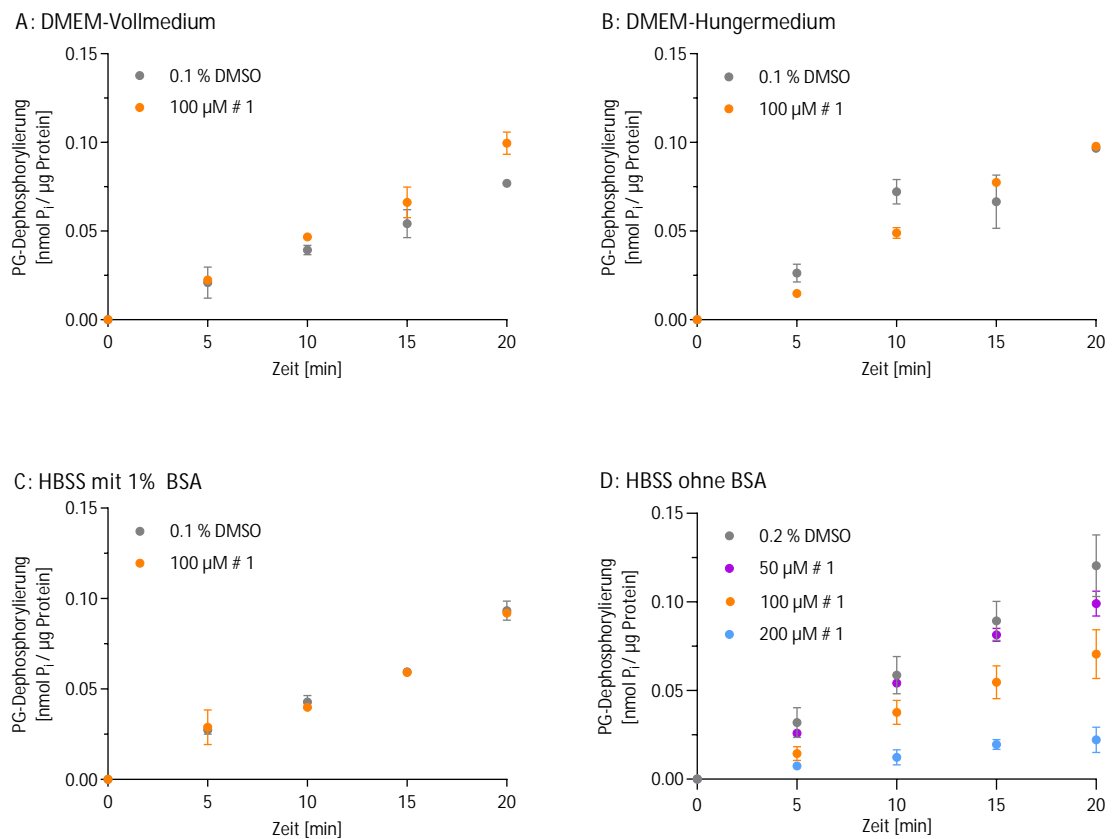 A: DMEM-Vollmedium
PG-Dephosphorylierung
[nmol Pi / µg Protein]
0.15
0.10
0.05
0.00
0.1 % DMSO
100 µM # 1
0 5 10 15 20
Zeit [min]
B: DMEM-Hungermedium
PG-Dephosphorylierung
[nmol Pi / µg Protein]
0.15
0.10
0.05
0.00
0.1 % DMSO
100 µM # 1
0 5 10 15 20
Zeit [min]
C: HBSS mit 1% BSA
PG-Dephosphorylierung
[nmol Pi / µg Protein]
0.15
0.10
0.05
0.00
0.1 % DMSO
100 µM # 1
0 5 10 15 20
Zeit [min]
D: HBSS ohne BSA
PG-Dephosphorylierung
[nmol Pi / µg Protein]
0.15
0.10
0.05
0.00
0.2 % DMSO
50 µM # 1
100 µM # 1
200 µM # 1
0 5 10 15 20
Zeit [min]